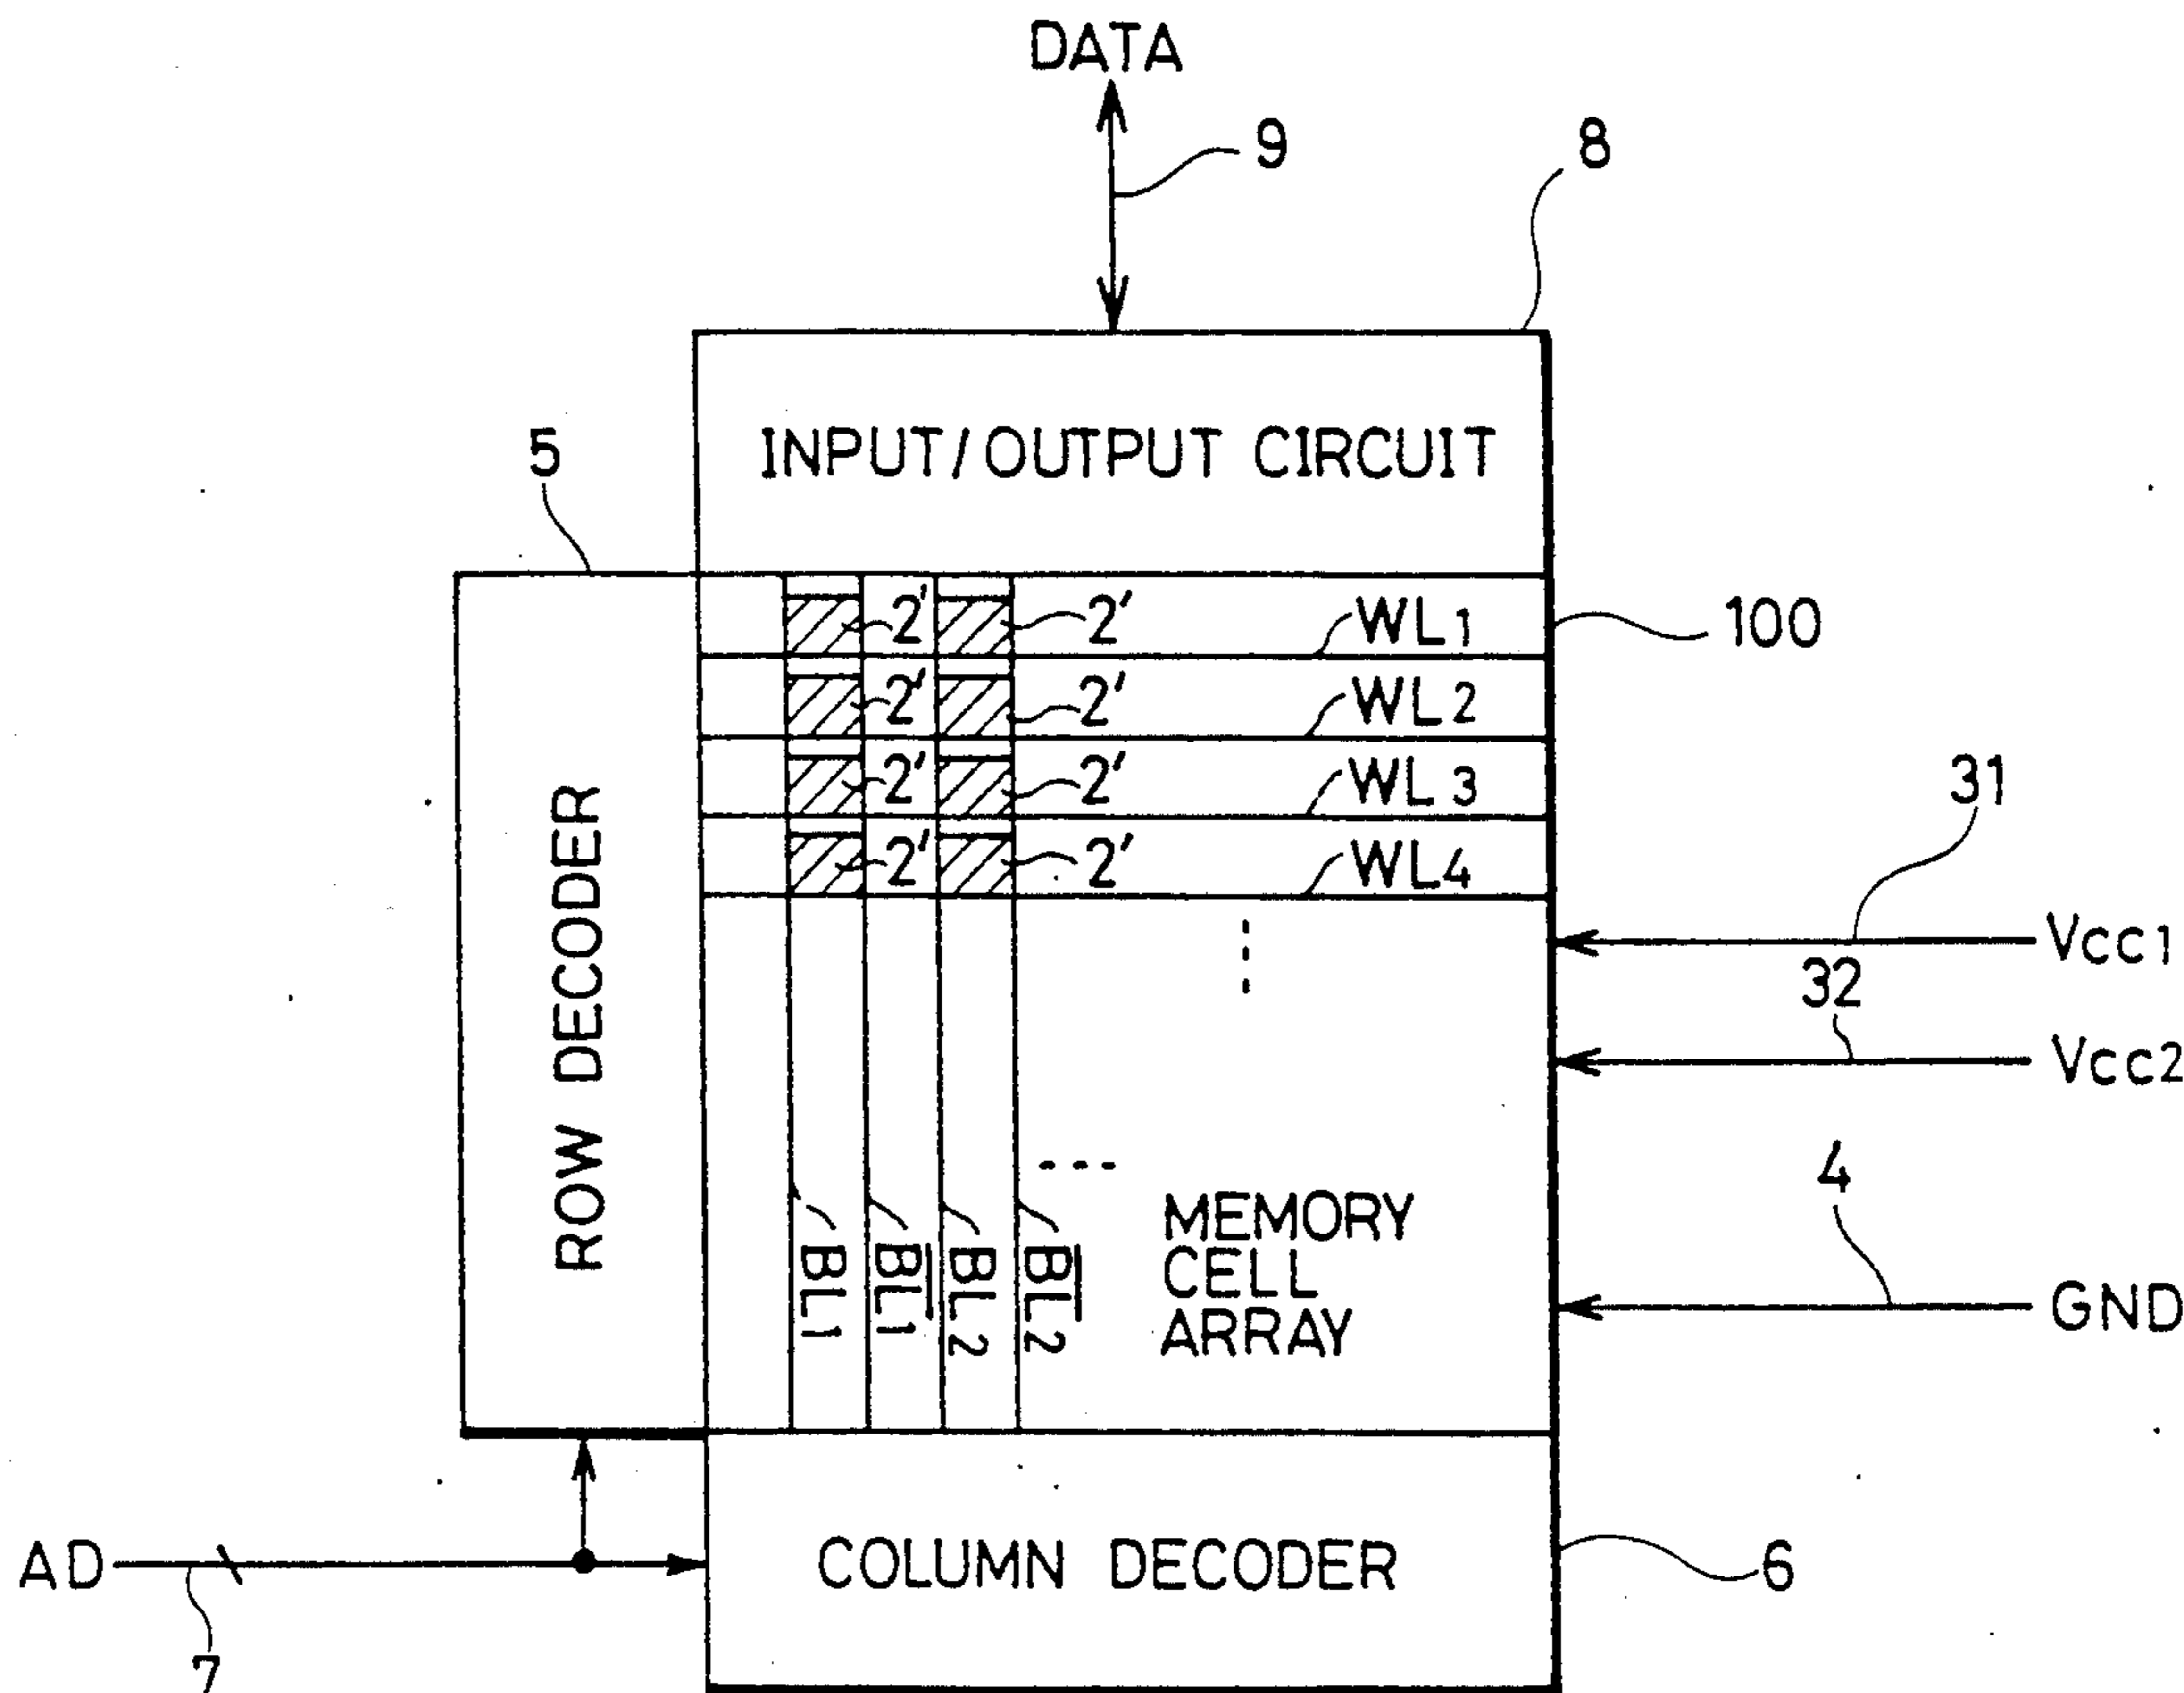 DATA
9
8
INPUT/OUTPUT CIRCUIT
5
2' 2' WL1
100
2' 2' WL2
2' 2' WL3
31
2' 2' WL4
ROW DECODER
Vcc1
32
Vcc2
4
BL1 B̅L̅1 BL2 B̅L̅2
MEMORY
CELL
ARRAY
GND
AD
COLUMN DECODER
6
7